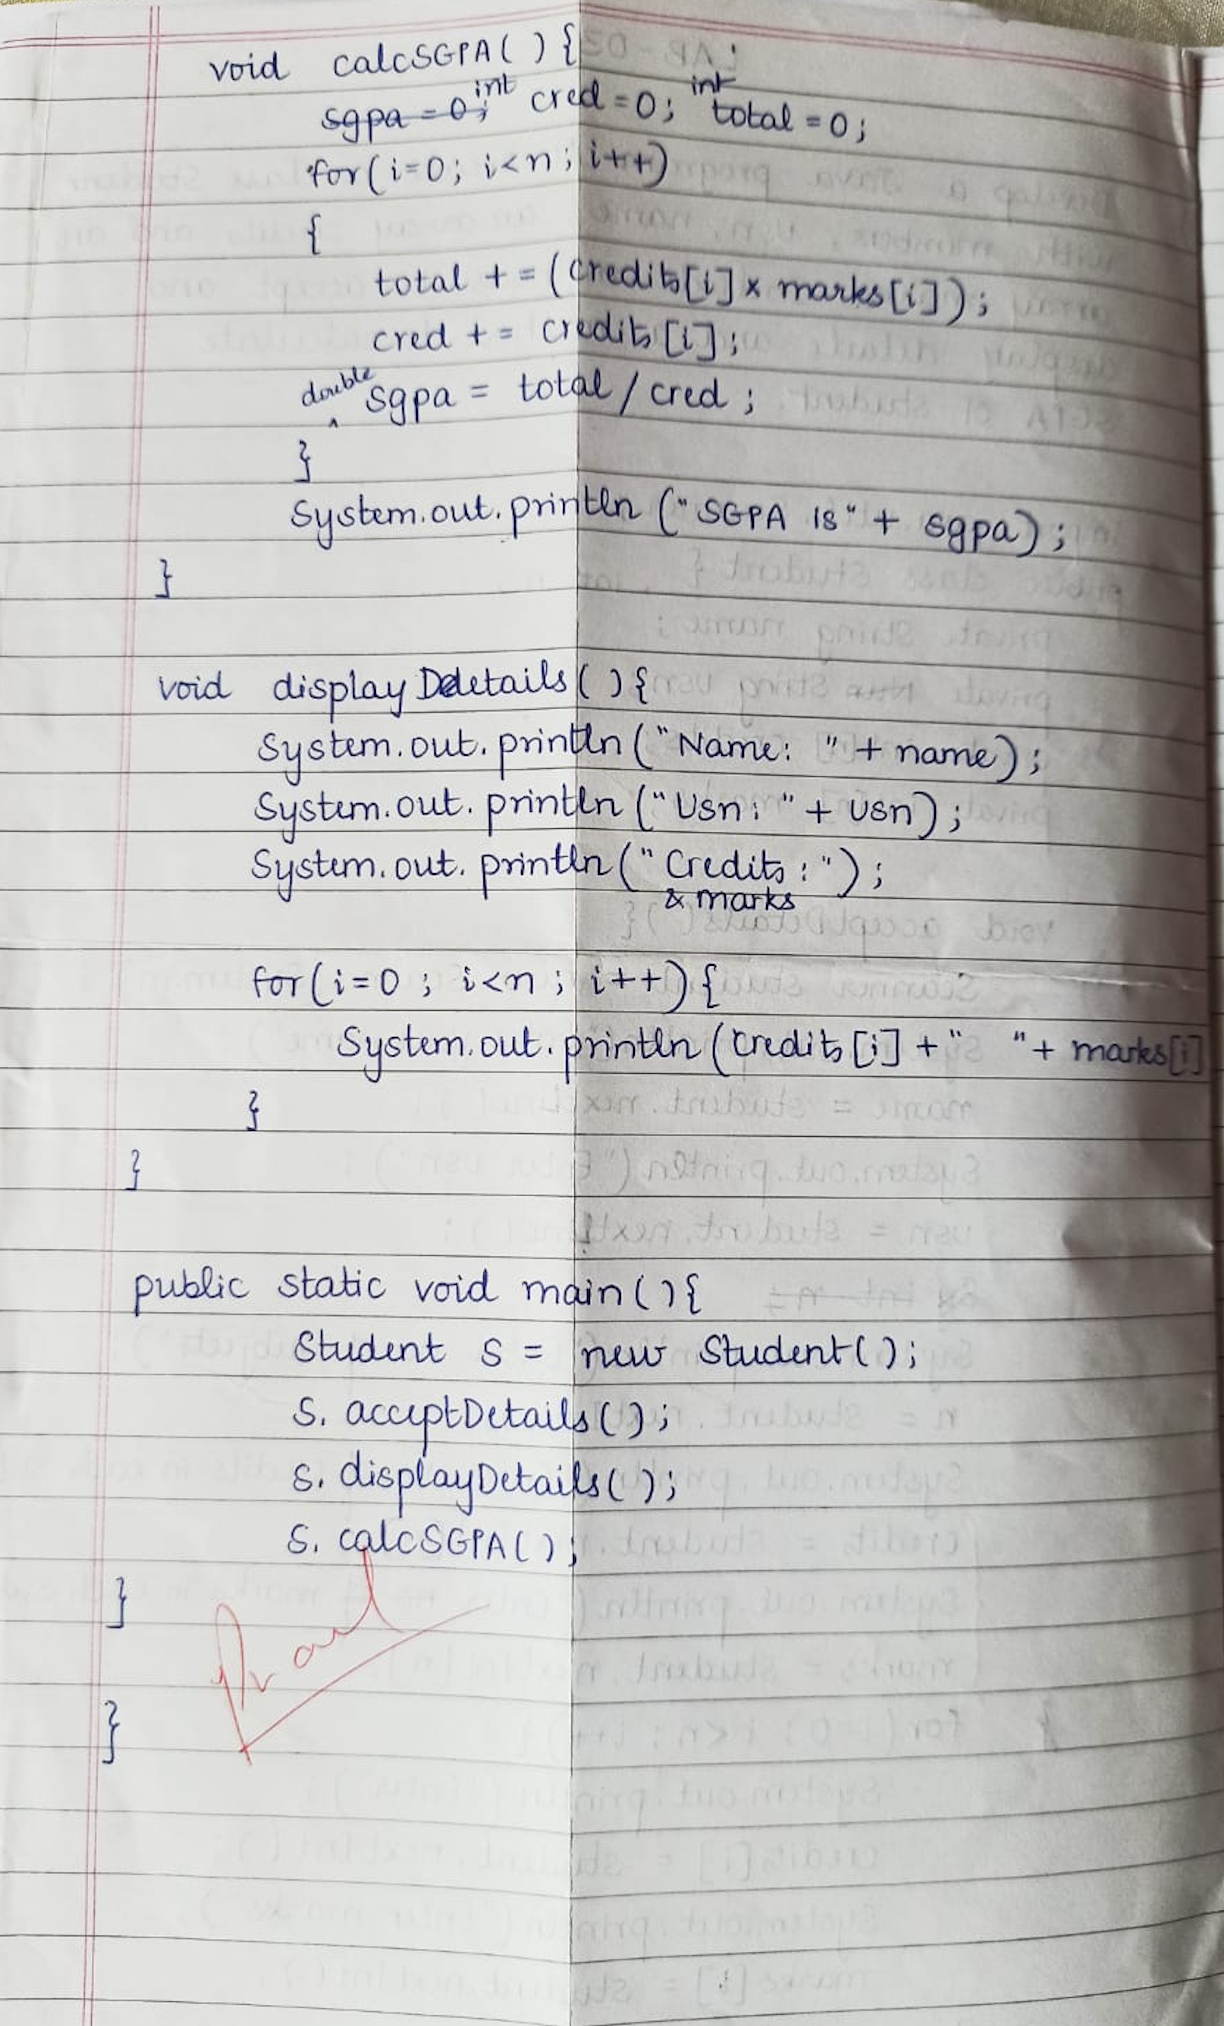 void calcSGPA( ){
sgpa = 0; int cred = 0; int total = 0;
for(i=0; i<n; i++)
{
total + = (credits[i] x marks[i]);
cred + = credits[i];
double sgpa = total / cred ;
}
System.out.println ("SGPA is" + sgpa);
}
void displayDetails( ){
System.out.println("Name: " + name);
System.out.println("Usn: " + usn);
System.out.println("Credits : ");
& marks
for(i=0 ; i<n ; i++){
System.out.println(credits[i] + " " + marks[i]
}
}
public static void main( ){
Student s = new Student( );
s. acceptDetails( );
s. displayDetails( );
s. calcSGPA( );
}
}